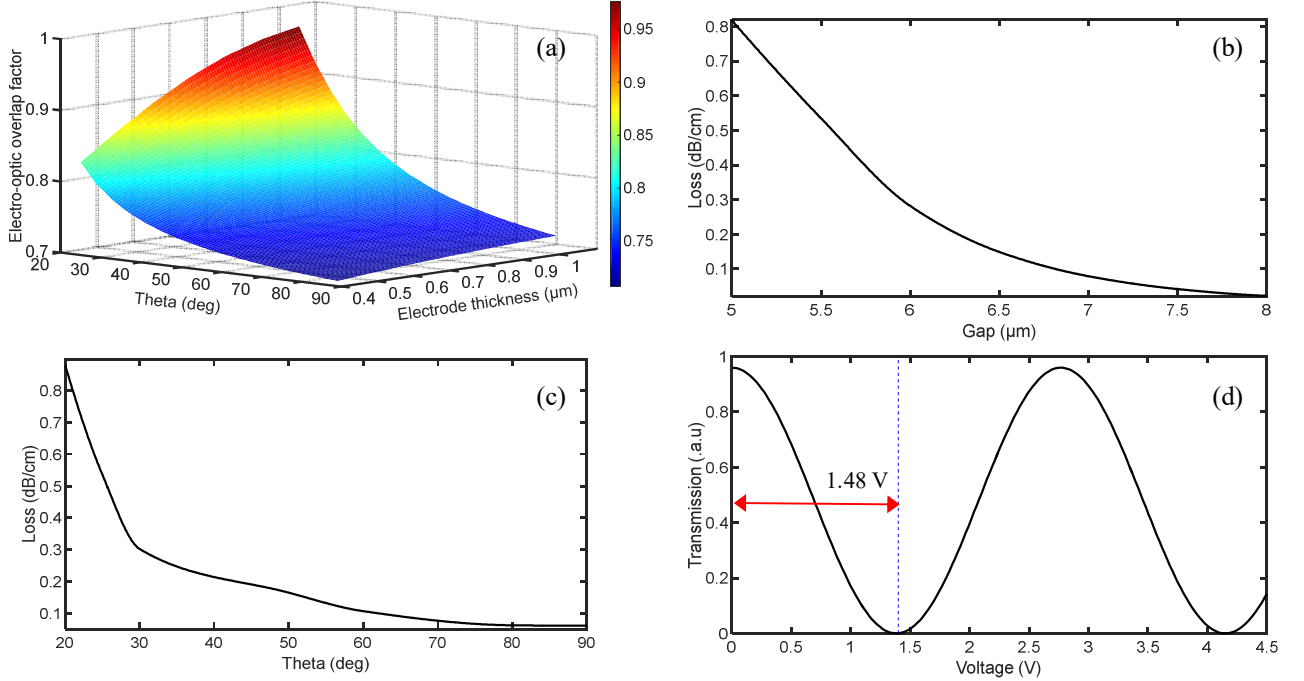 (a)
Electro-optic overlap factor
1
0.9
0.8
0.7
20
30
40
50
60
70
80
90
Theta (deg)
0.4
0.5
0.6
0.7
0.8
0.9
1
Electrode thickness (µm)
0.95
0.9
0.85
0.8
0.75
(b)
Loss (dB/cm)
0.8
0.7
0.6
0.5
0.4
0.3
0.2
0.1
5 5.5 6 6.5 7 7.5 8
Gap (µm)
(c)
Loss (dB/cm)
0.8
0.7
0.6
0.5
0.4
0.3
0.2
0.1
20 30 40 50 60 70 80 90
Theta (deg)
(d)
Transmission (.a.u)
1
0.8
0.6
0.4
0.2
0
1.48 V
0 0.5 1 1.5 2 2.5 3 3.5 4 4.5
Voltage (V)